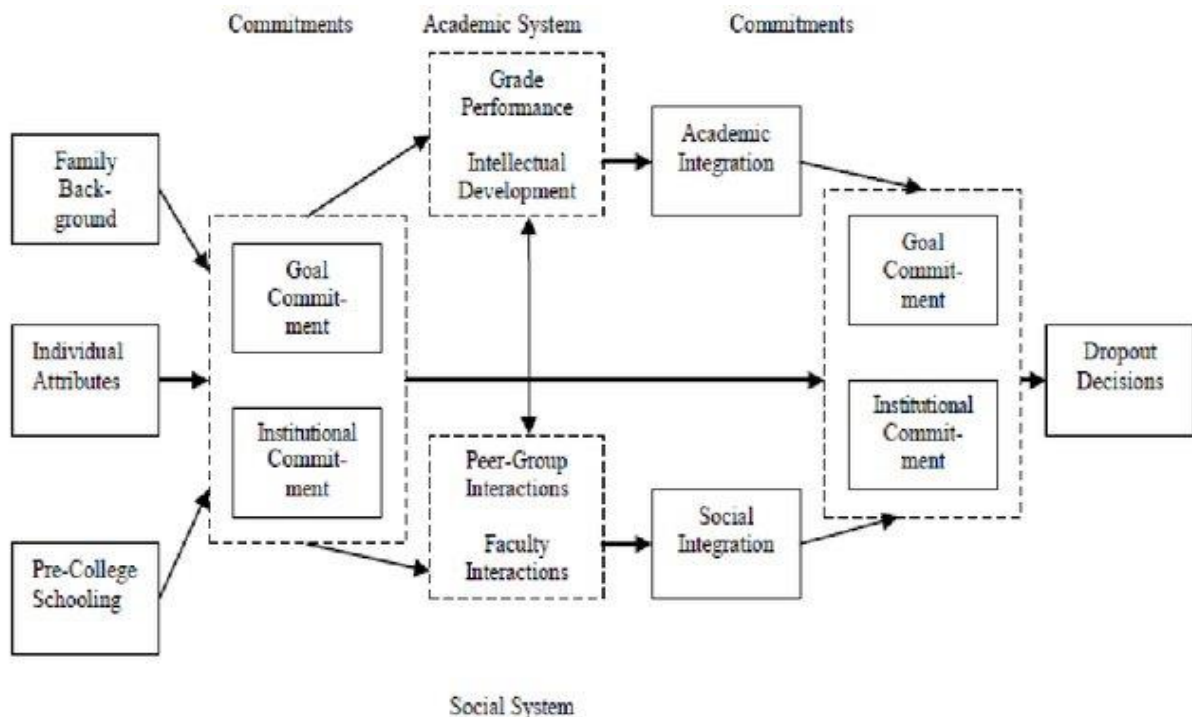 Commitments
Academic System
Commitments
Grade
Performance
Intellectual
Development
Academic
Integration
Family
Back-
ground
Goal
Commit-
ment
Goal
Commit-
ment
Individual
Attributes
Dropout
Decisions
Institutional
Commit-
ment
Institutional
Commit-
ment
Peer-Group
Interactions
Faculty
Interactions
Social
Integration
Pre-College
Schooling
Social System